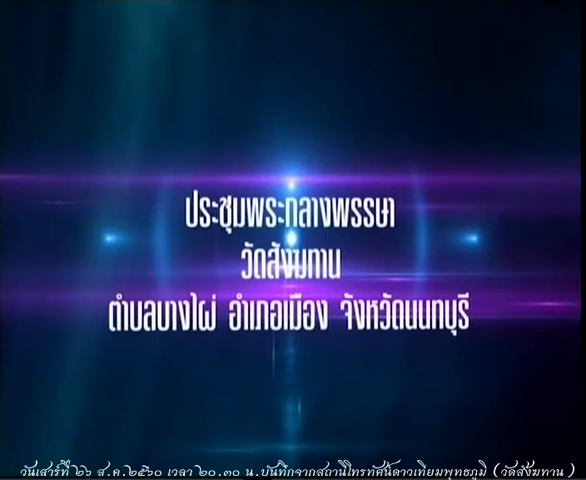 ประชุมพระกลางพรรษา
วัดสังฆทาน
ตำบลบางไผ่ อำเภอเมือง จังหวัดนนทบุรี
วันเสาร์ที่ ๒๖ ส.ค.๒๕๖๐ เวลา ๒๐.๓๐ น.บันทึกจากสถานีโทรทัศน์ดาวเทียมพุทธภูมิ (วัดสังฆทาน)